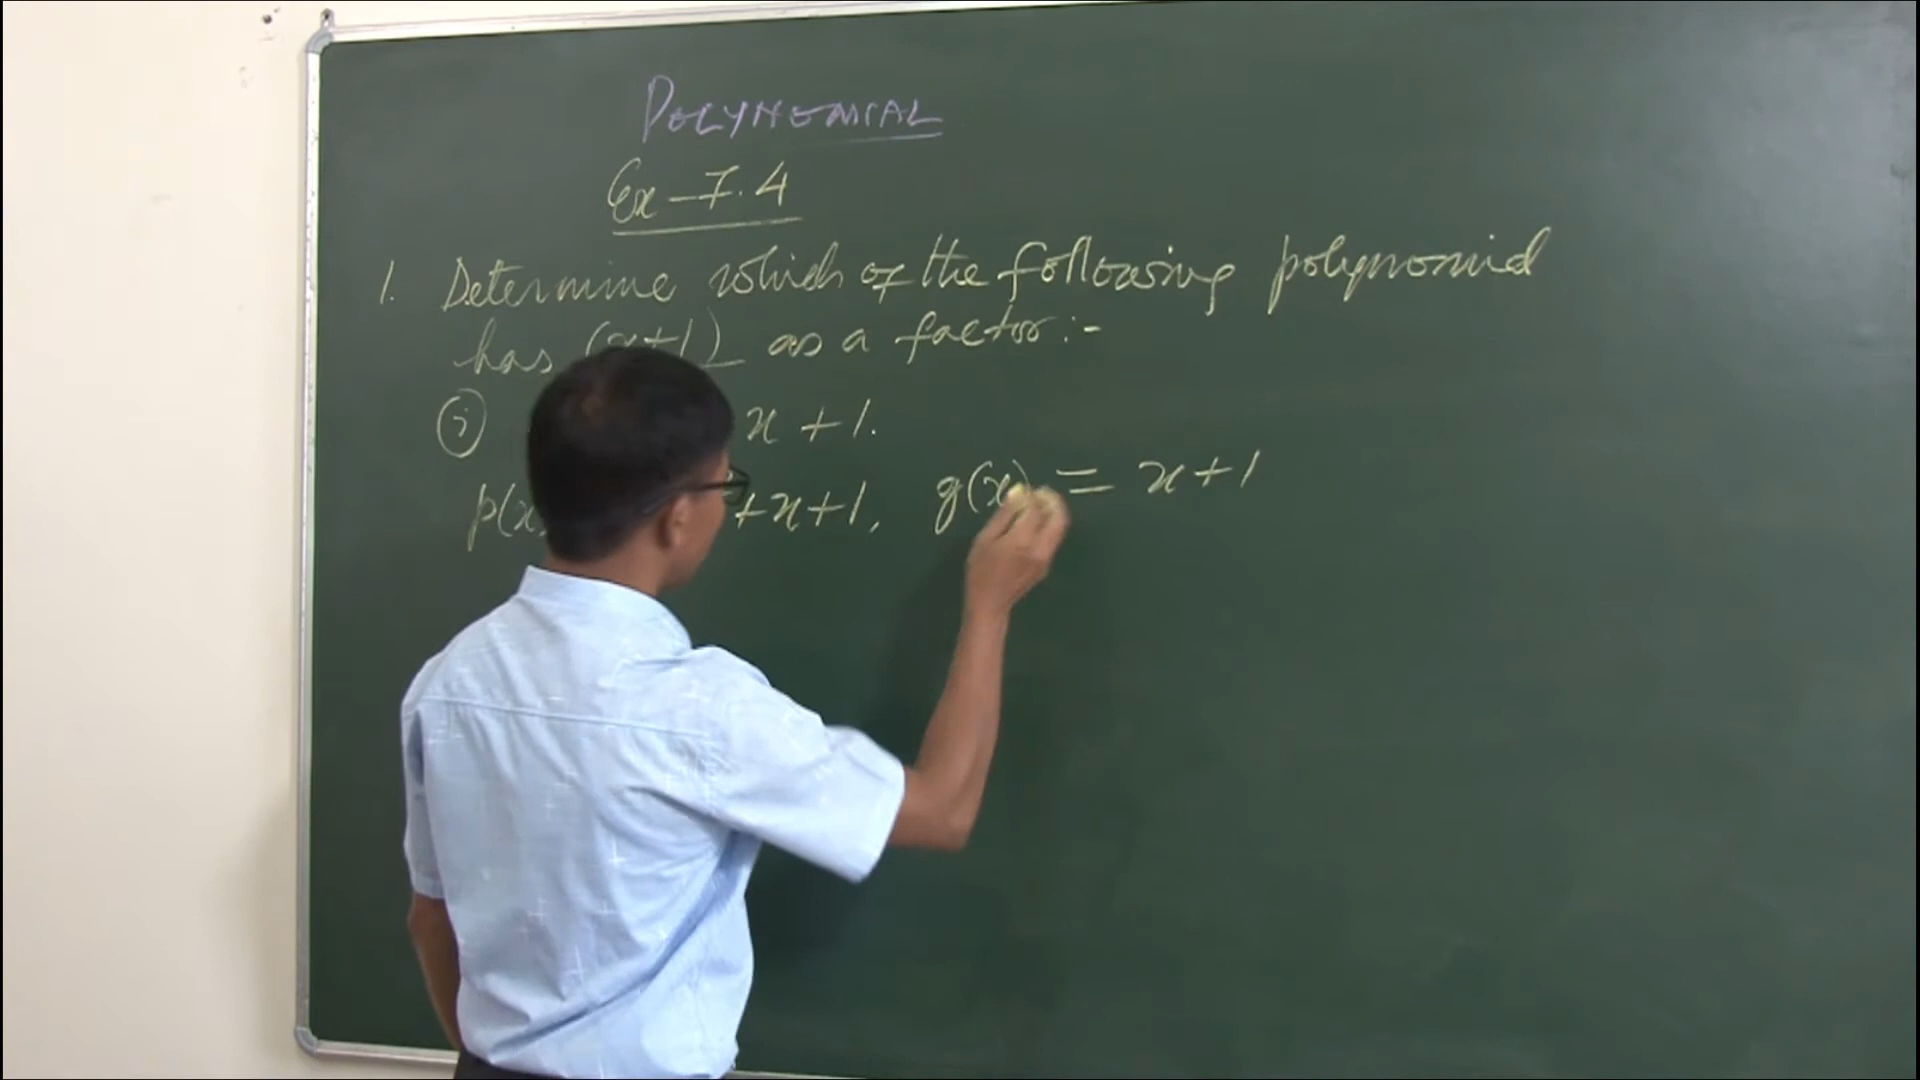 POLYNOMIAL
Ex-7.4
1. Determine which of the following polynomial
has (x+1) as a factor:-
(i) x + 1.
p(x) +x+1, g(x) = x+1